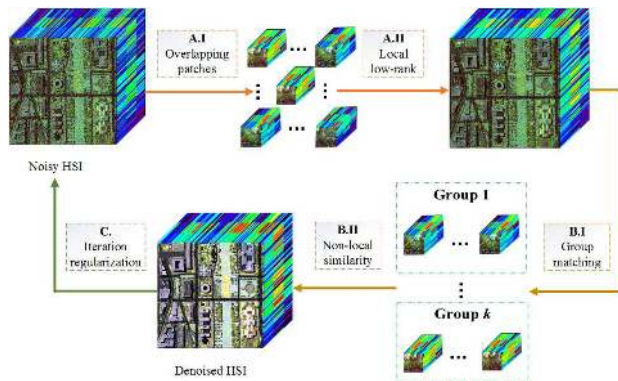 A.I
Overlapping
patches
A.II
Local
low-rank
Noisy HSI
Group 1
C.
Iteration
regularization
B.II
Non-local
similarity
B.I
Group
matching
Group k
Denoised HSI